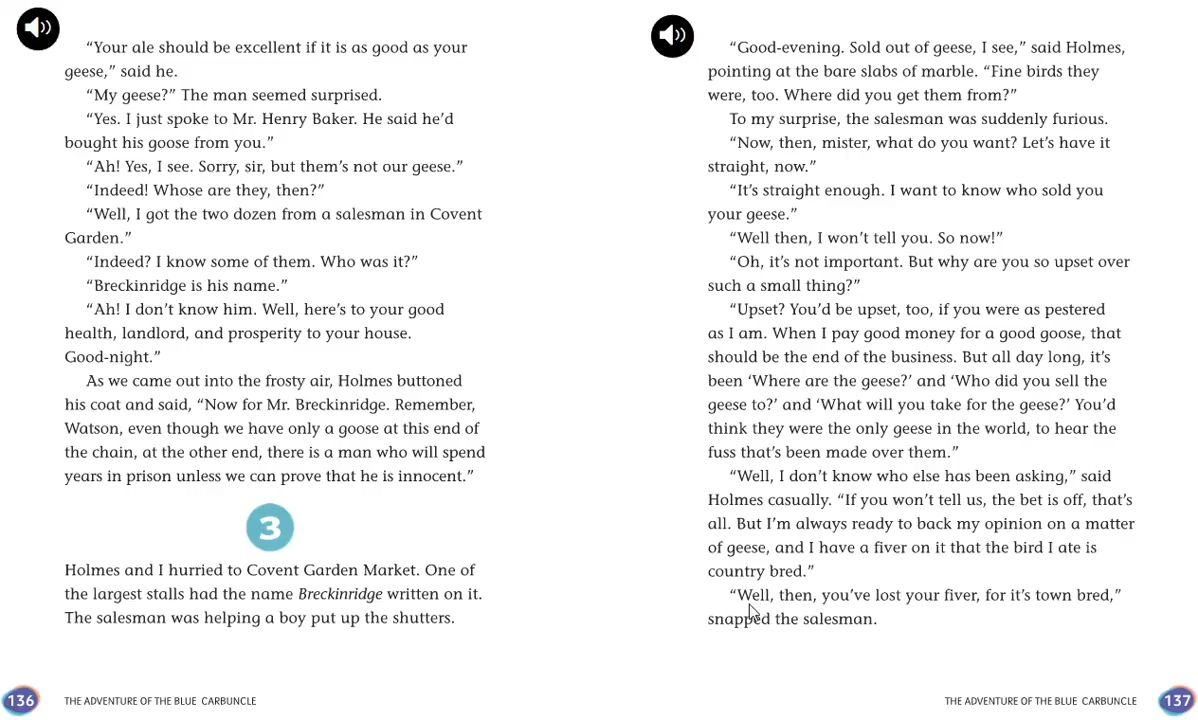 “Your ale should be excellent if it is as good as your
geese,” said he.
“My geese?” The man seemed surprised.
“Yes. I just spoke to Mr. Henry Baker. He said he’d
bought his goose from you.”
“Ah! Yes, I see. Sorry, sir, but them’s not our geese.”
“Indeed! Whose are they, then?”
“Well, I got the two dozen from a salesman in Covent
Garden.”
“Indeed? I know some of them. Who was it?”
“Breckinridge is his name.”
“Ah! I don’t know him. Well, here’s to your good
health, landlord, and prosperity to your house.
Good-night.”
As we came out into the frosty air, Holmes buttoned
his coat and said, “Now for Mr. Breckinridge. Remember,
Watson, even though we have only a goose at this end of
the chain, at the other end, there is a man who will spend
years in prison unless we can prove that he is innocent.”
3
Holmes and I hurried to Covent Garden Market. One of
the largest stalls had the name Breckinridge written on it.
The salesman was helping a boy put up the shutters.
136 THE ADVENTURE OF THE BLUE CARBUNCLE
“Good-evening. Sold out of geese, I see,” said Holmes,
pointing at the bare slabs of marble. “Fine birds they
were, too. Where did you get them from?”
To my surprise, the salesman was suddenly furious.
“Now, then, mister, what do you want? Let’s have it
straight, now.”
“It’s straight enough. I want to know who sold you
your geese.”
“Well then, I won’t tell you. So now!”
“Oh, it’s not important. But why are you so upset over
such a small thing?”
“Upset? You’d be upset, too, if you were as pestered
as I am. When I pay good money for a good goose, that
should be the end of the business. But all day long, it’s
been ‘Where are the geese?’ and ‘Who did you sell the
geese to?’ and ‘What will you take for the geese?’ You’d
think they were the only geese in the world, to hear the
fuss that’s been made over them.”
“Well, I don’t know who else has been asking,” said
Holmes casually. “If you won’t tell us, the bet is off, that’s
all. But I’m always ready to back my opinion on a matter
of geese, and I have a fiver on it that the bird I ate is
country bred.”
“Well, then, you’ve lost your fiver, for it’s town bred,”
snapped the salesman.
THE ADVENTURE OF THE BLUE CARBUNCLE 137